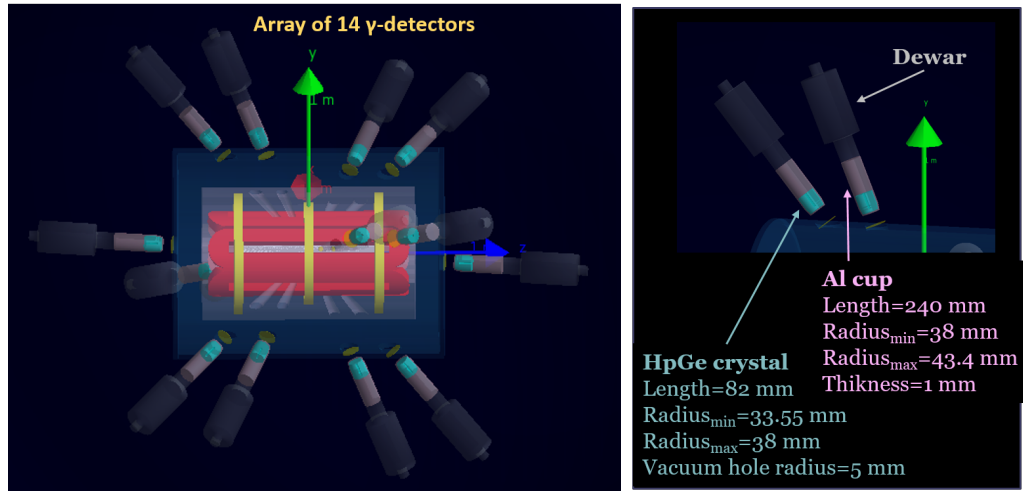 Array of 14 γ-detectors
y
1 m
m
1
z
Dewar
y
1 m
Al cup
Length=240 mm
Radiusmin=38 mm
Radiusmax=43.4 mm
Thikness=1 mm
HpGe crystal
Length=82 mm
Radiusmin=33.55 mm
Radiusmax=38 mm
Vacuum hole radius=5 mm